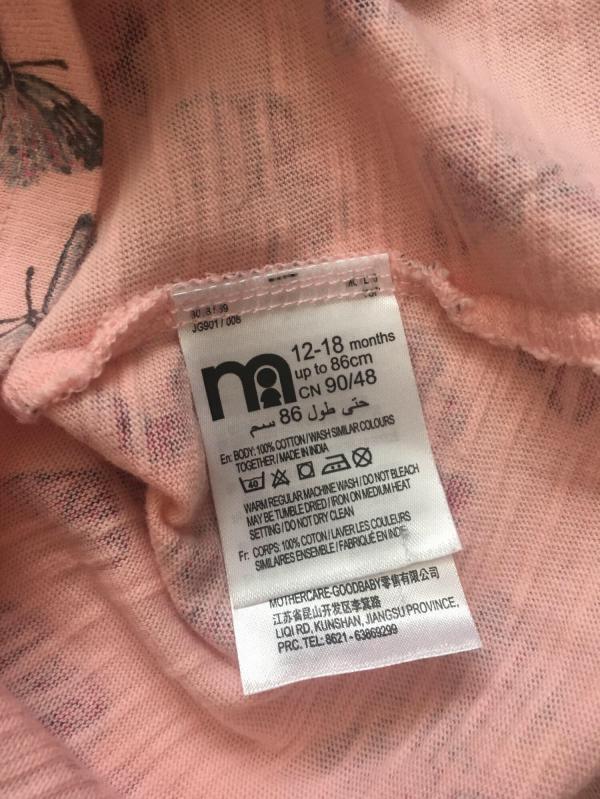 JG901 / 008
m
12-18 months
up to 86cm
CN 90/48
حتى طول 86 سم
En: BODY: 100% COTTON / WASH SIMILAR COLOURS
TOGETHER / MADE IN INDIA
40
WARM REGULAR MACHINE WASH / DO NOT BLEACH
MAY BE TUMBLE DRIED / IRON ON MEDIUM HEAT
SETTING / DO NOT DRY CLEAN
Fr: CORPS: 100% COTON / LAVER LES COULEURS
SIMILAIRES ENSEMBLE / FABRIQUÉ EN INDE
MOTHERCARE-GOODBABY零售有限公司
江苏省昆山开发区李箕路
LIQI RD, KUNSHAN, JIANGSU PROVINCE,
PRC. TEL: 8621 - 63869299